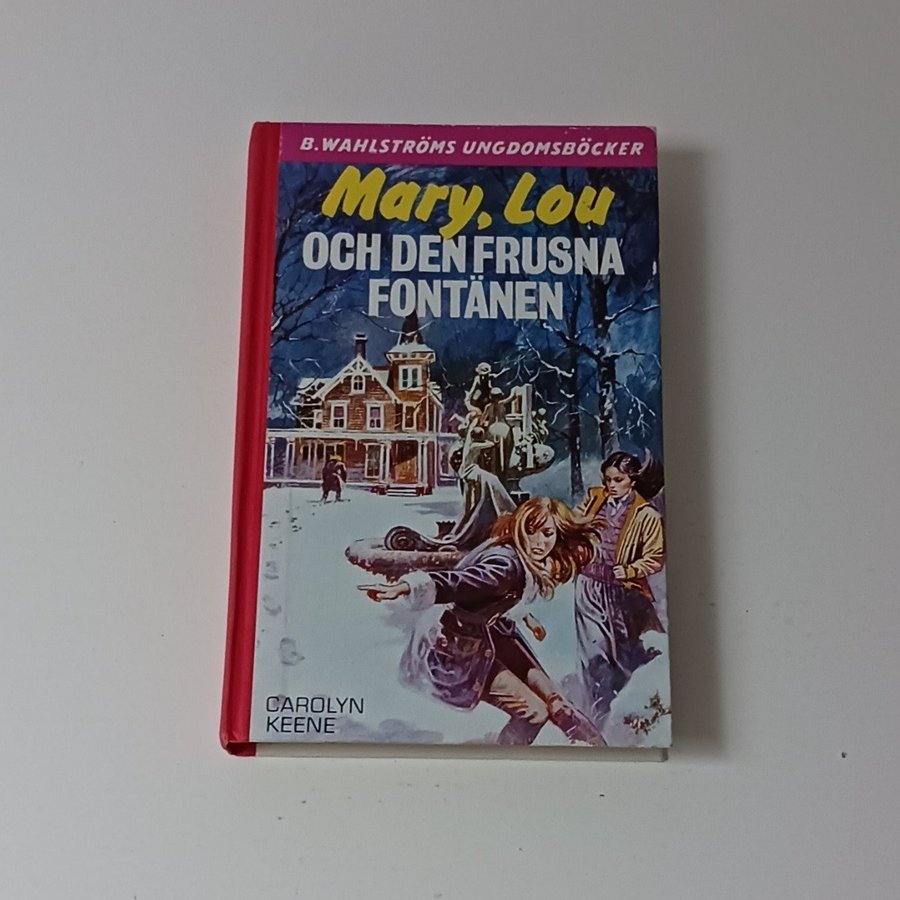 B. WAHLSTRÖMS UNGDOMSBÖCKER
Mary, Lou
OCH DEN FRUSNA
FONTÄNEN
CAROLYN
KEENE